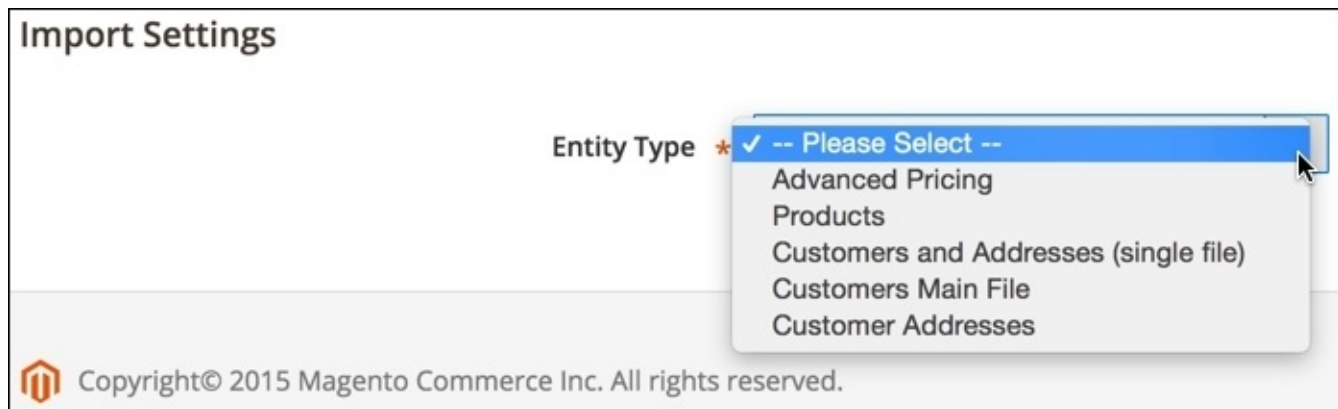 Import Settings
Entity Type * ✓ -- Please Select --
Advanced Pricing
Products
Customers and Addresses (single file)
Customers Main File
Customer Addresses
Copyright© 2015 Magento Commerce Inc. All rights reserved.